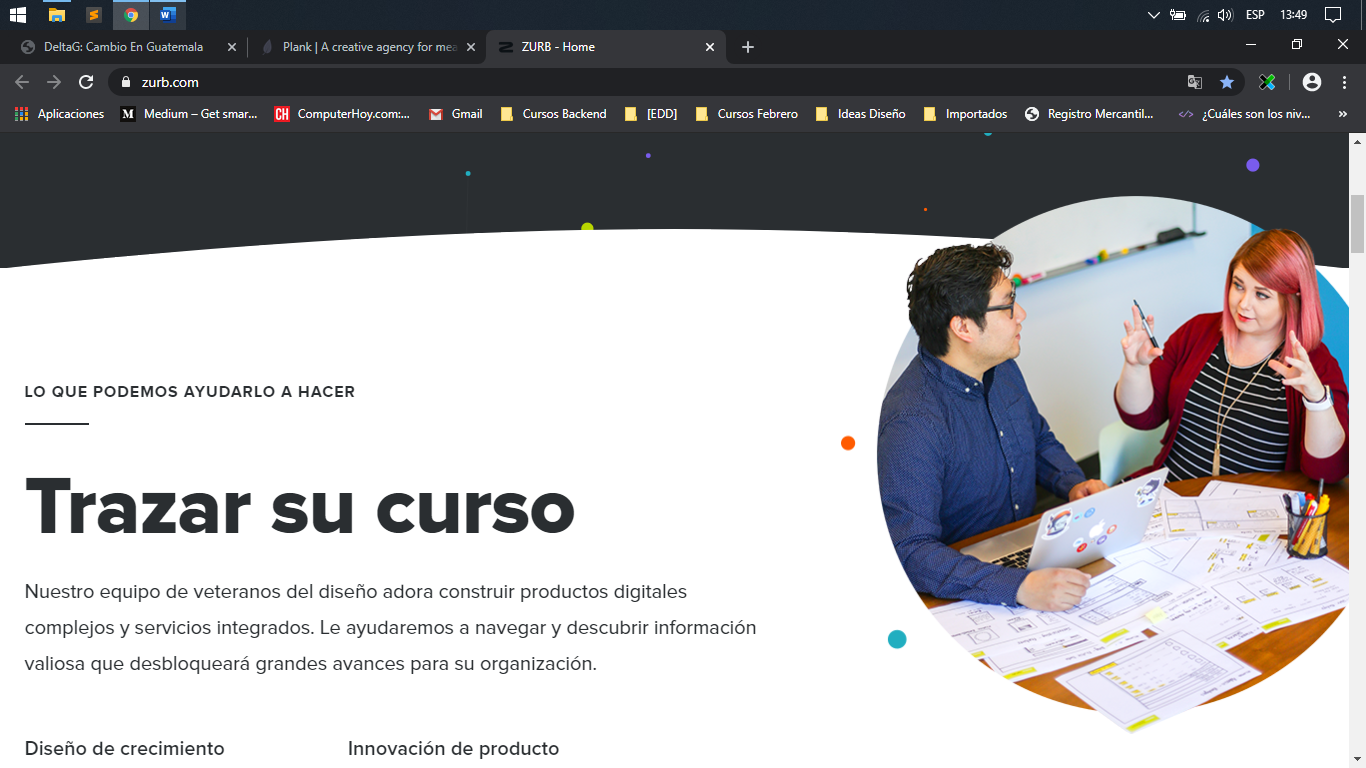 ESP 13:49
DeltaG: Cambio En Guatemala
Plank | A creative agency for mea
ZURB - Home
zurb.com
Aplicaciones
M Medium – Get smar...
CH ComputerHoy.com:...
Gmail
Cursos Backend
[EDD]
Cursos Febrero
Ideas Diseño
Importados
Registro Mercantil...
¿Cuáles son los niv...
LO QUE PODEMOS AYUDARLO A HACER
Trazar su curso
Nuestro equipo de veteranos del diseño adora construir productos digitales
complejos y servicios integrados. Le ayudaremos a navegar y descubrir información
valiosa que desbloqueará grandes avances para su organización.
Diseño de crecimiento
Innovación de producto